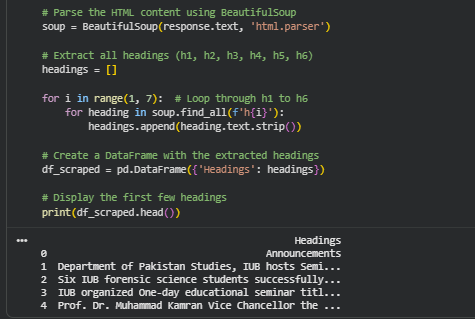 # Parse the HTML content using BeautifulSoup
soup = BeautifulSoup(response.text, 'html.parser')
# Extract all headings (h1, h2, h3, h4, h5, h6)
headings = []
for i in range(1, 7):  # Loop through h1 to h6
    for heading in soup.find_all(f'h{i}'):
        headings.append(heading.text.strip())
# Create a DataFrame with the extracted headings
df_scraped = pd.DataFrame({'Headings': headings})
# Display the first few headings
print(df_scraped.head())
Headings
0 Announcements
1 Department of Pakistan Studies, IUB hosts Semi...
2 Six IUB forensic science students successfully...
3 IUB organized One-day educational seminar titl...
4 Prof. Dr. Muhammad Kamran Vice Chancellor the ...